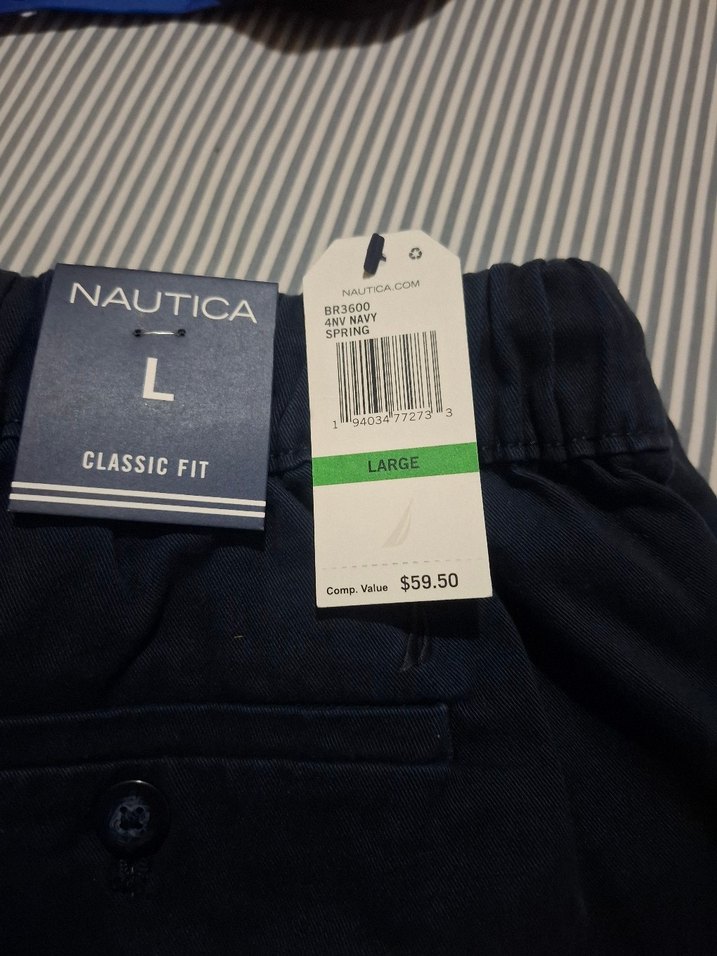 NAUTICA
L
CLASSIC FIT
NAUTICA.COM
BR3600
4NV NAVY
SPRING
1 94034 77273 3
LARGE
Comp. Value $59.50